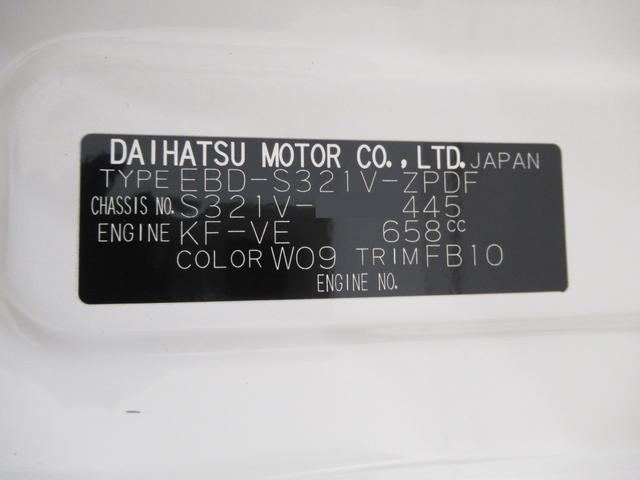 DAIHATSU MOTOR CO., LTD. JAPAN
TYPE EBD-S321V-ZPDF
CHASSIS NO. S321V- 445
ENGINE KF-VE 658cc
COLOR W09 TRIM FB10
ENGINE NO.